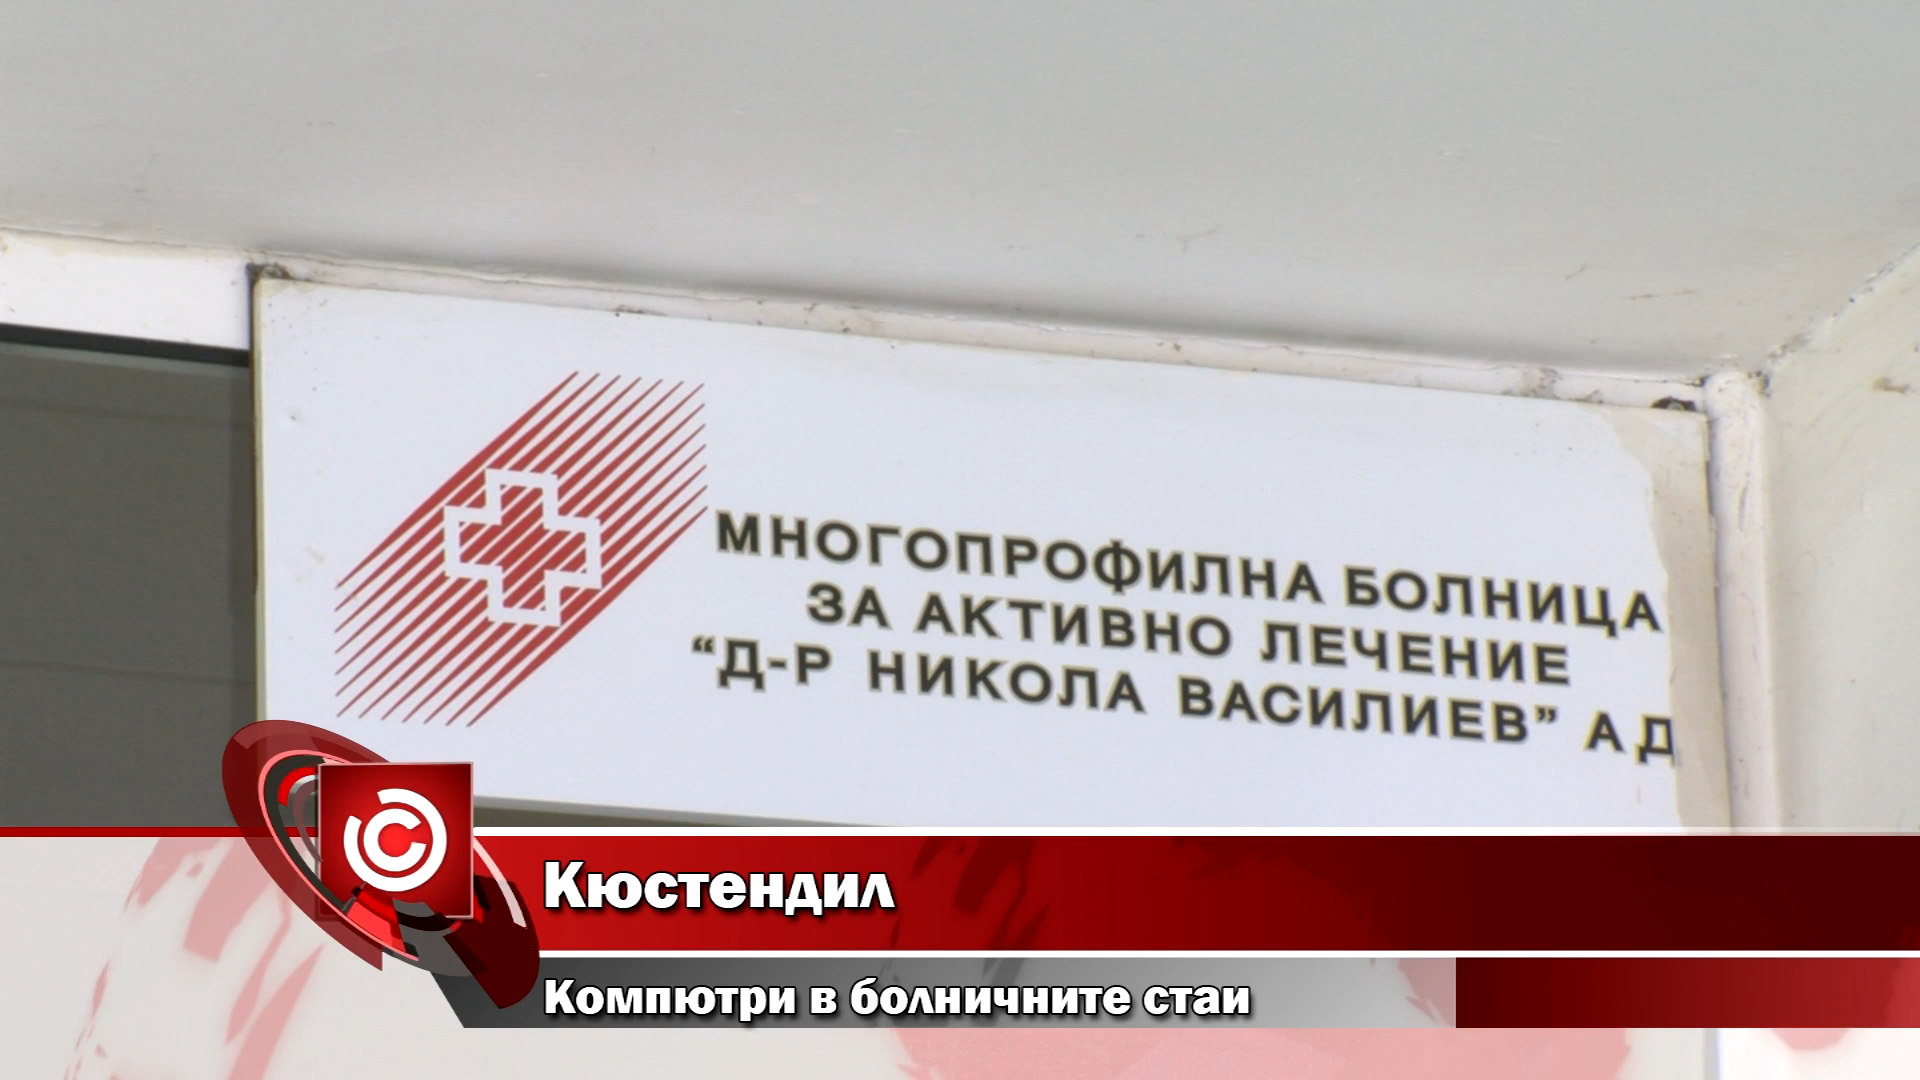 МНОГОПРОФИЛНА БОЛНИЦА
ЗА АКТИВНО ЛЕЧЕНИЕ
“Д-Р НИКОЛА ВАСИЛИЕВ” АД
Кюстендил
Компютри в болничните стаи